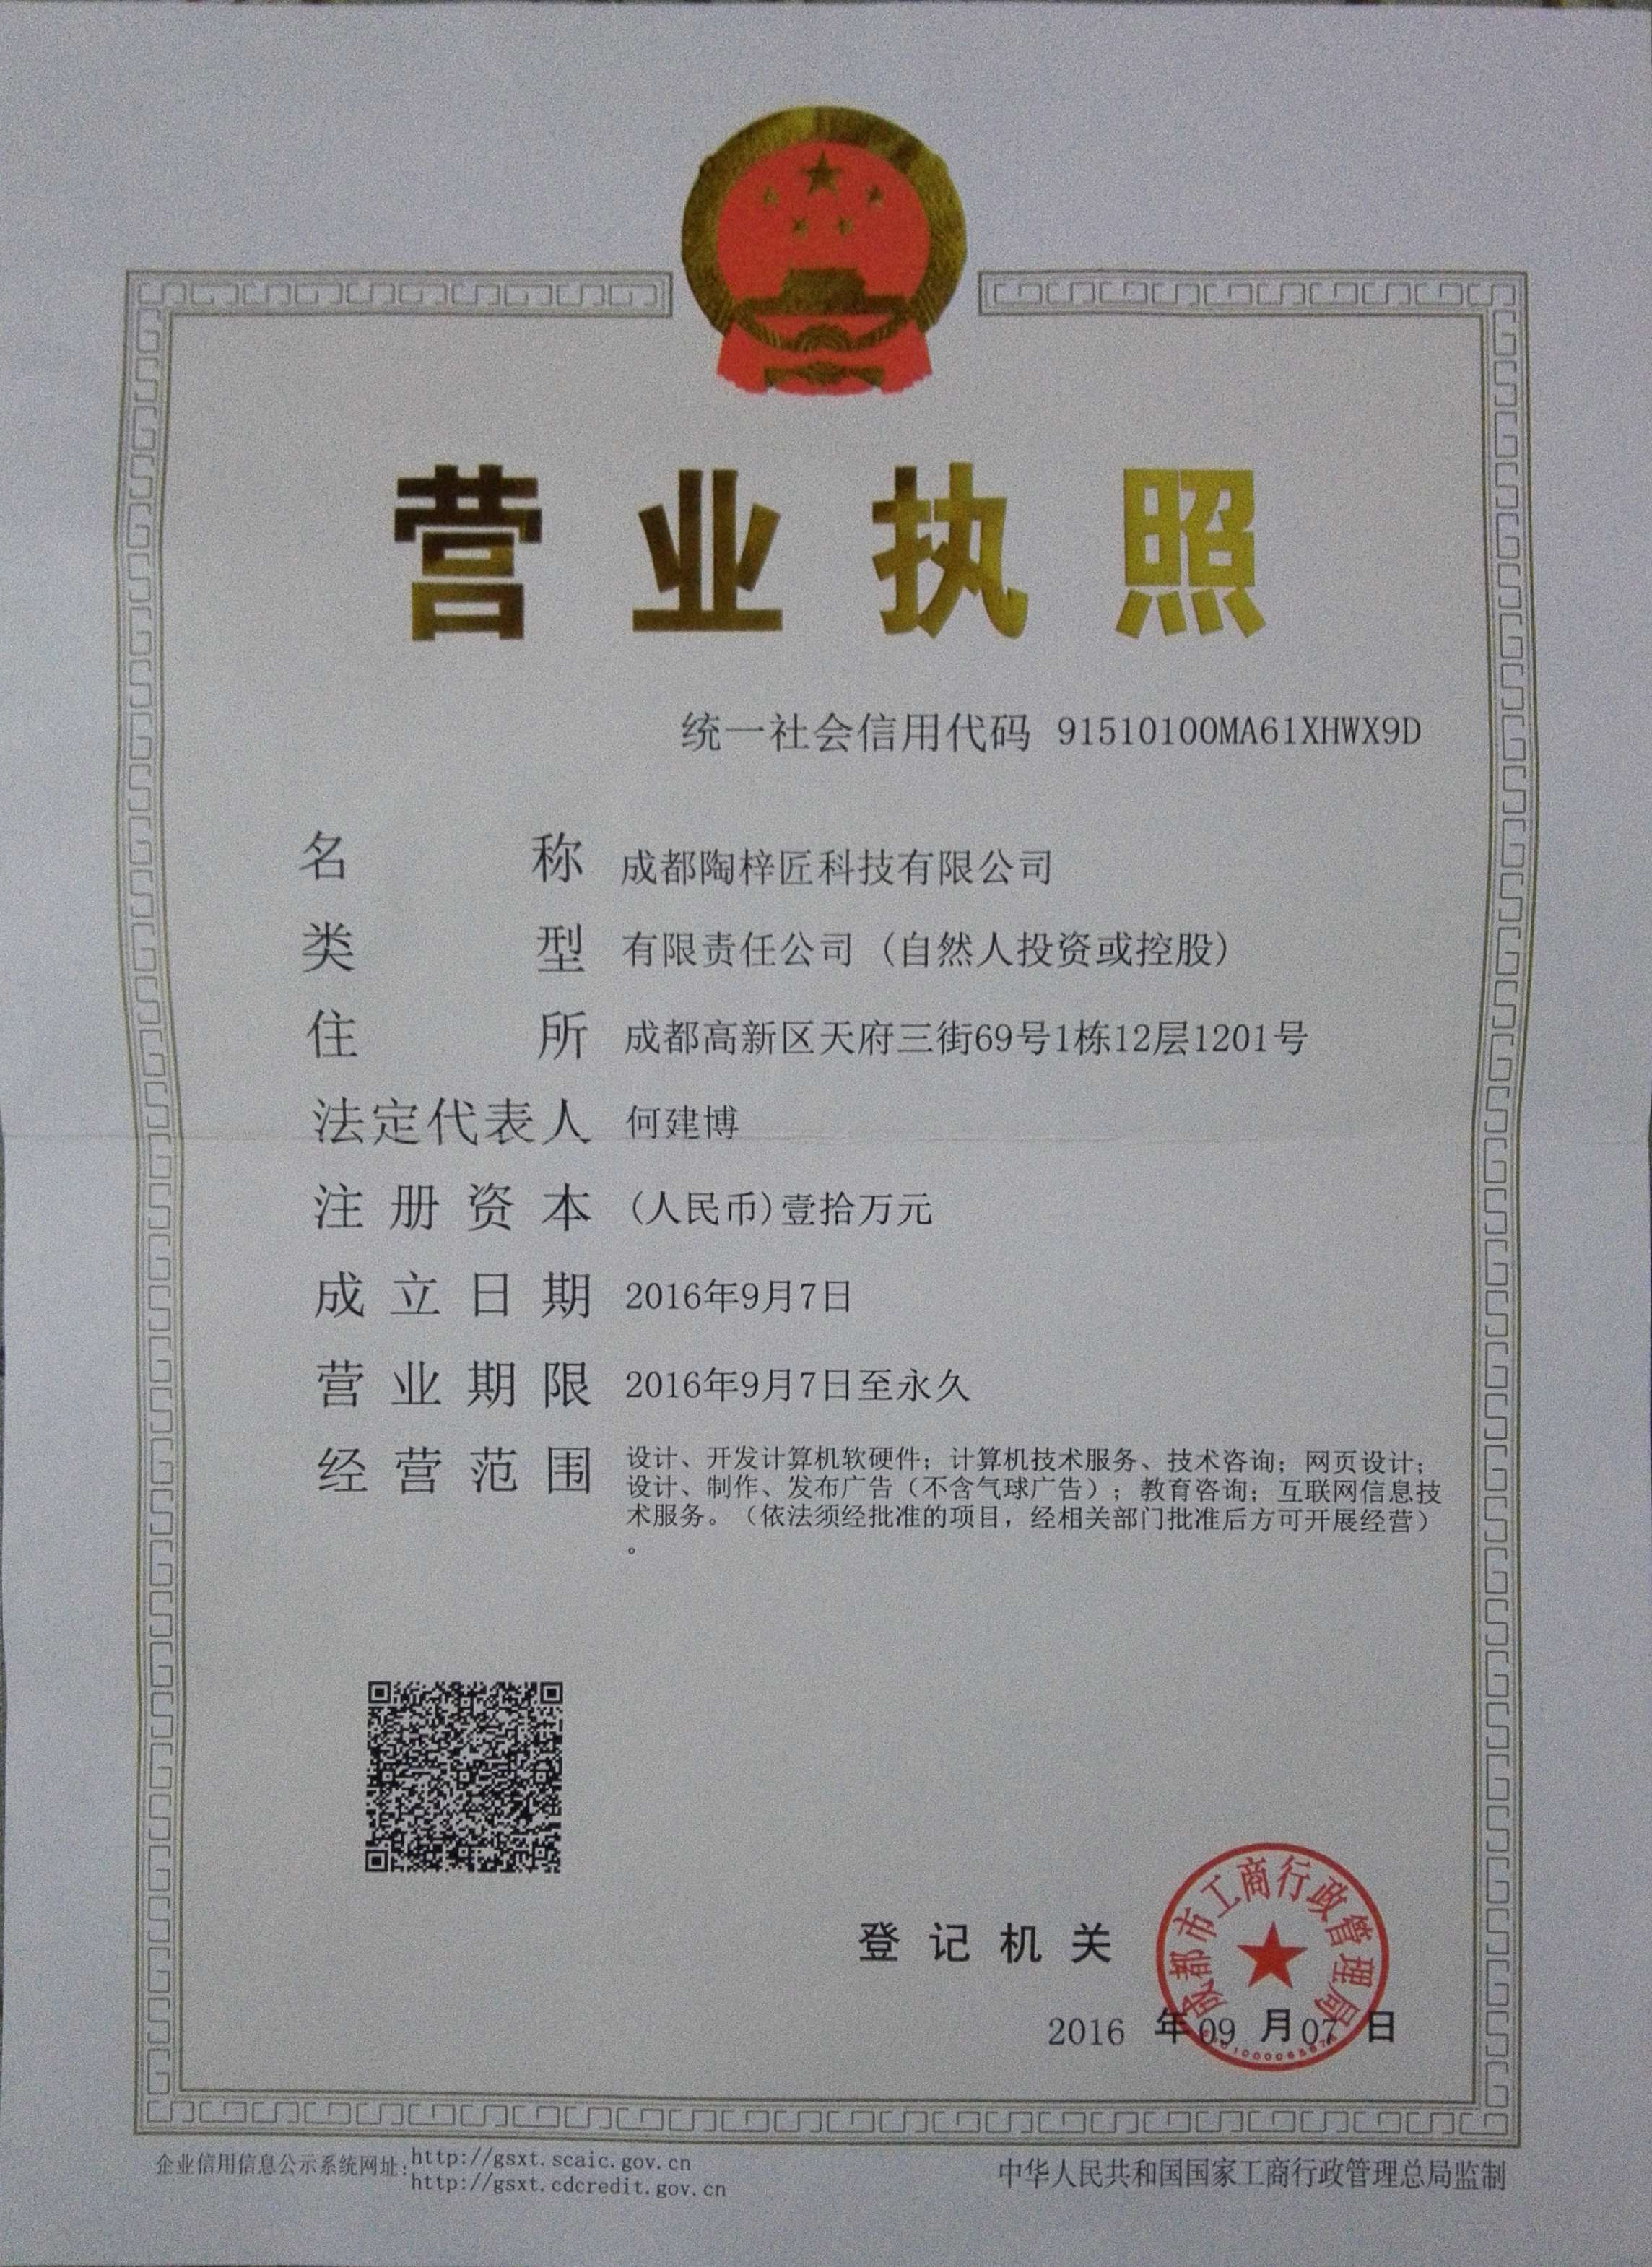 营业执照
统一社会信用代码 91510100MA61XHWX9D
名称 成都陶梓匠科技有限公司
类型 有限责任公司(自然人投资或控股)
住所 成都高新区天府三街69号1栋12层1201号
法定代表人 何建博
注册资本 (人民币)壹拾万元
成立日期 2016年9月7日
营业期限 2016年9月7日至永久
经营范围 设计、开发计算机软硬件；计算机技术服务、技术咨询；网页设计；
设计、制作、发布广告（不含气球广告）；教育咨询；互联网信息技
术服务。（依法须经批准的项目，经相关部门批准后方可开展经营）
。
登记机关
成都市工商行政管理局
2016 年09 月07 日
企业信用信息公示系统网址:http://gsxt.scaic.gov.cn
http://gsxt.cdcredit.gov.cn
中华人民共和国国家工商行政管理总局监制